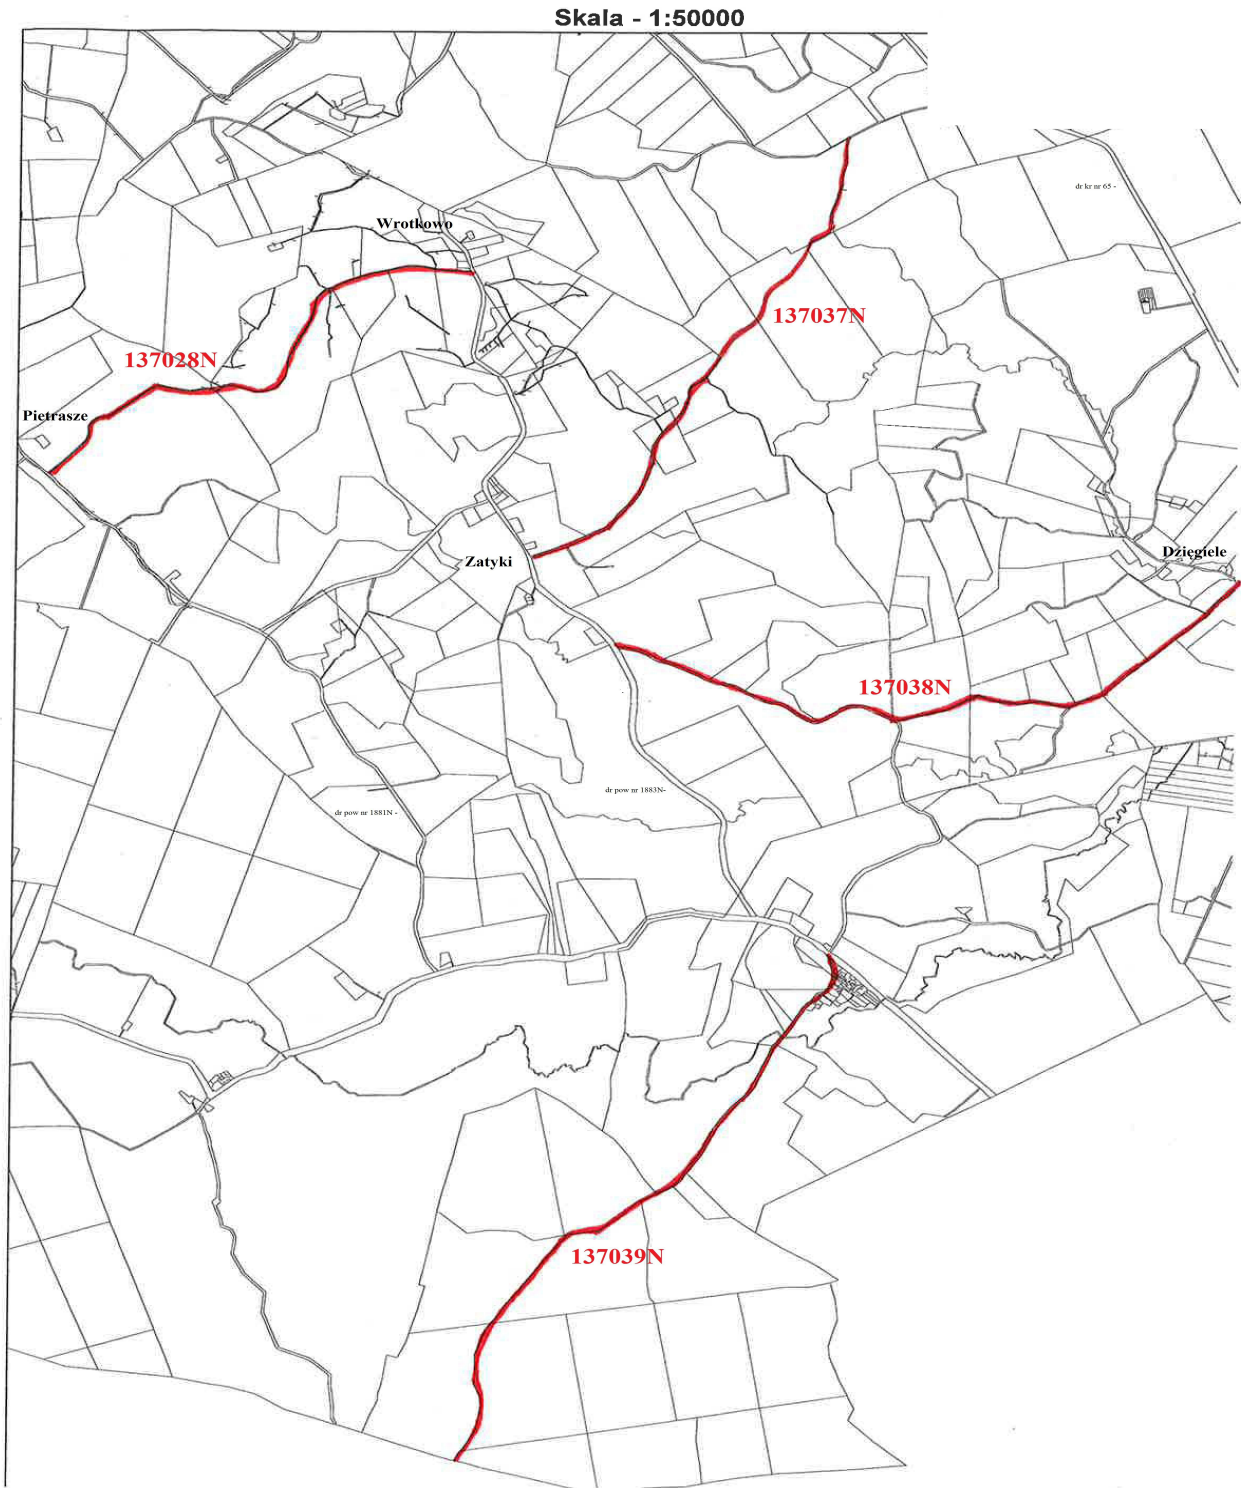 Skala - 1:50000
dr kr nr 65 -
Wrotkowo
137037N
137028N
Pietrasze
Zatyki
Dzięgiele
137038N
dr pow nr 1883N-
dr pow nr 1881N -
137039N